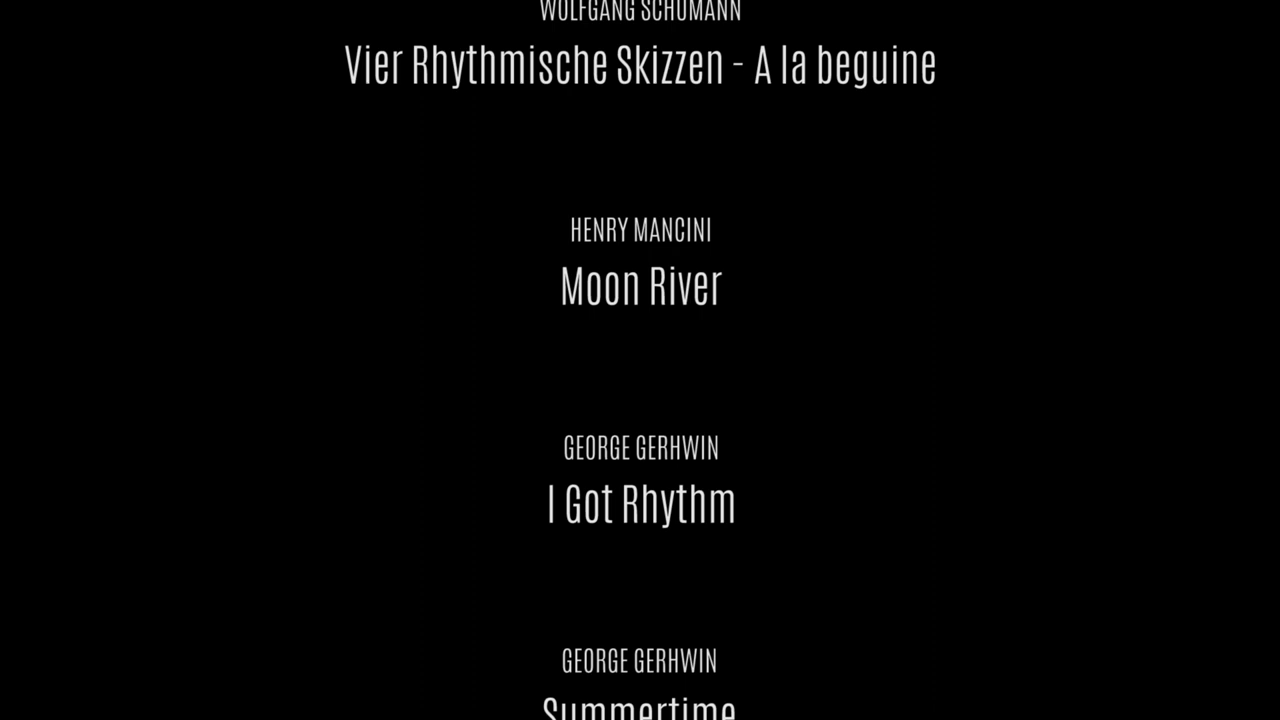 WOLFGANG SCHUMANN
Vier Rhythmische Skizzen - A la beguine
HENRY MANCINI
Moon River
GEORGE GERHWIN
I Got Rhythm
GEORGE GERHWIN
Summertime